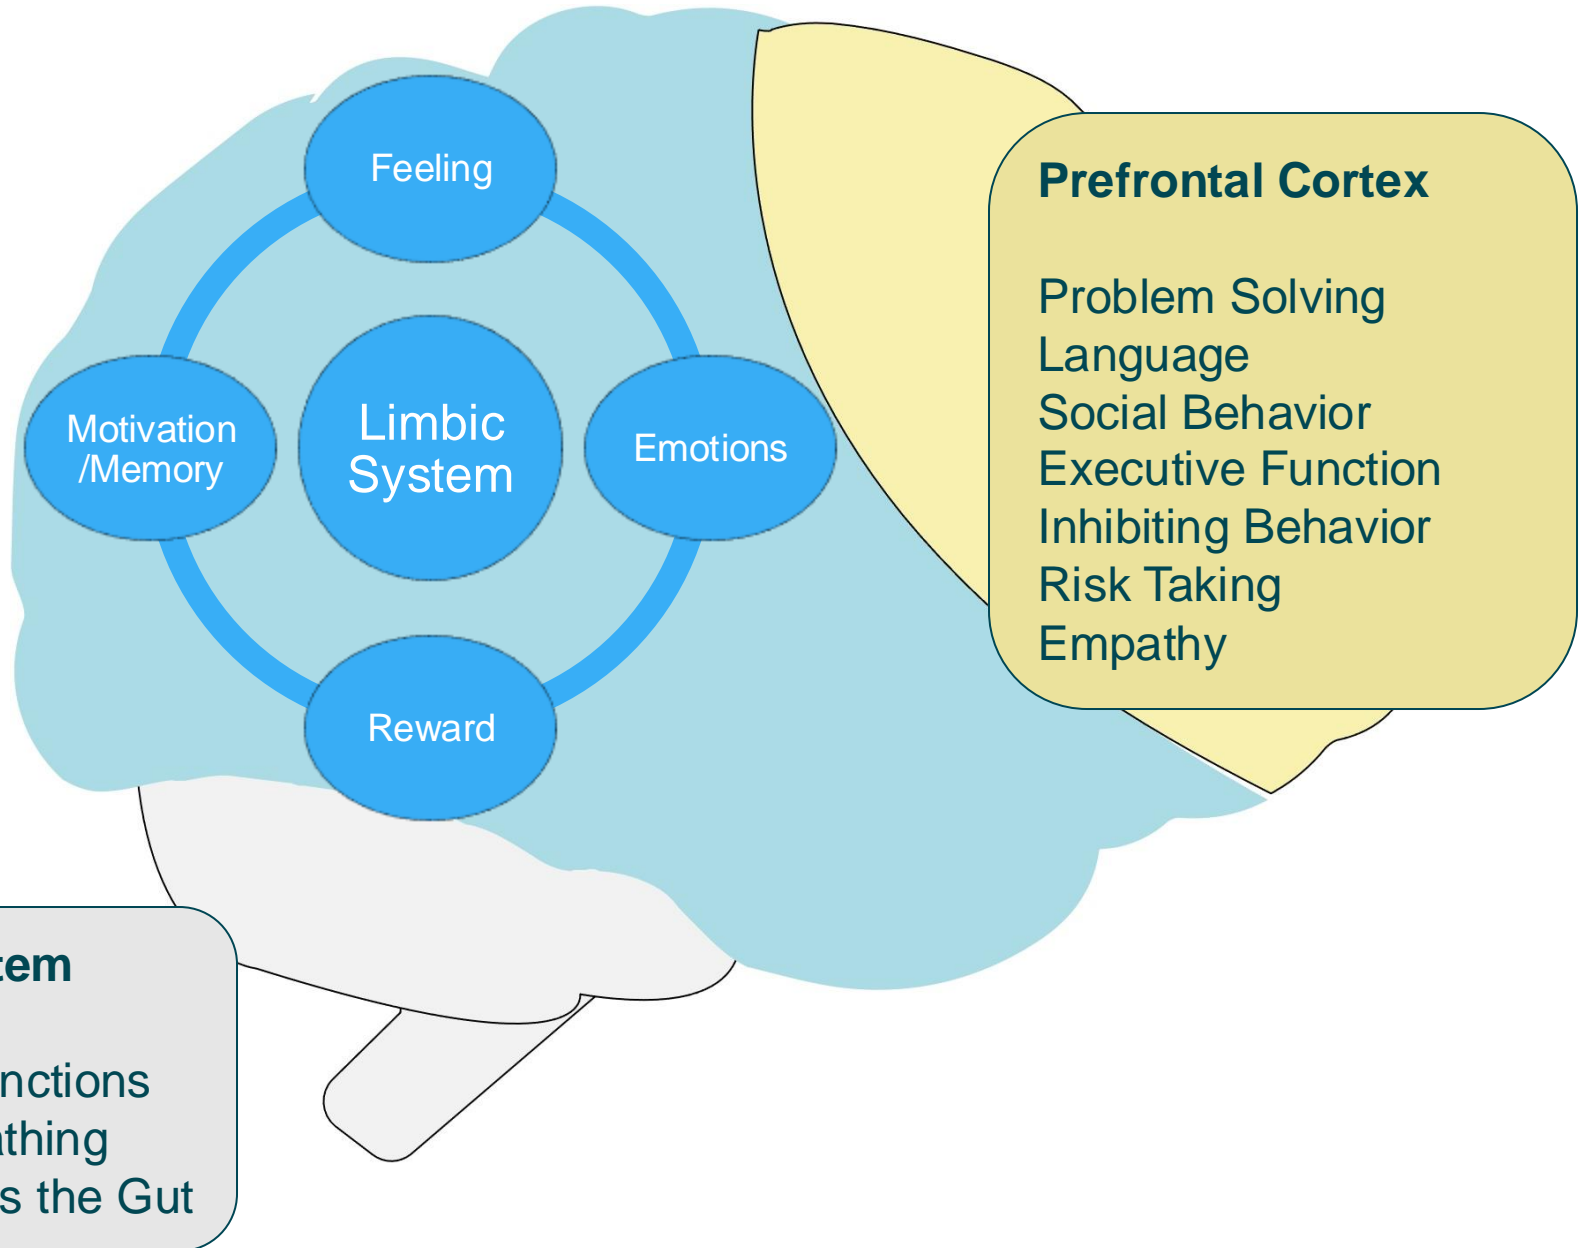 Feeling
Prefrontal Cortex
Problem Solving
Language
Social Behavior
Executive Function
Inhibiting Behavior
Risk Taking
Empathy
Motivation
/Memory
Limbic
System
Emotions
Reward
tem
nctions
athing
s the Gut